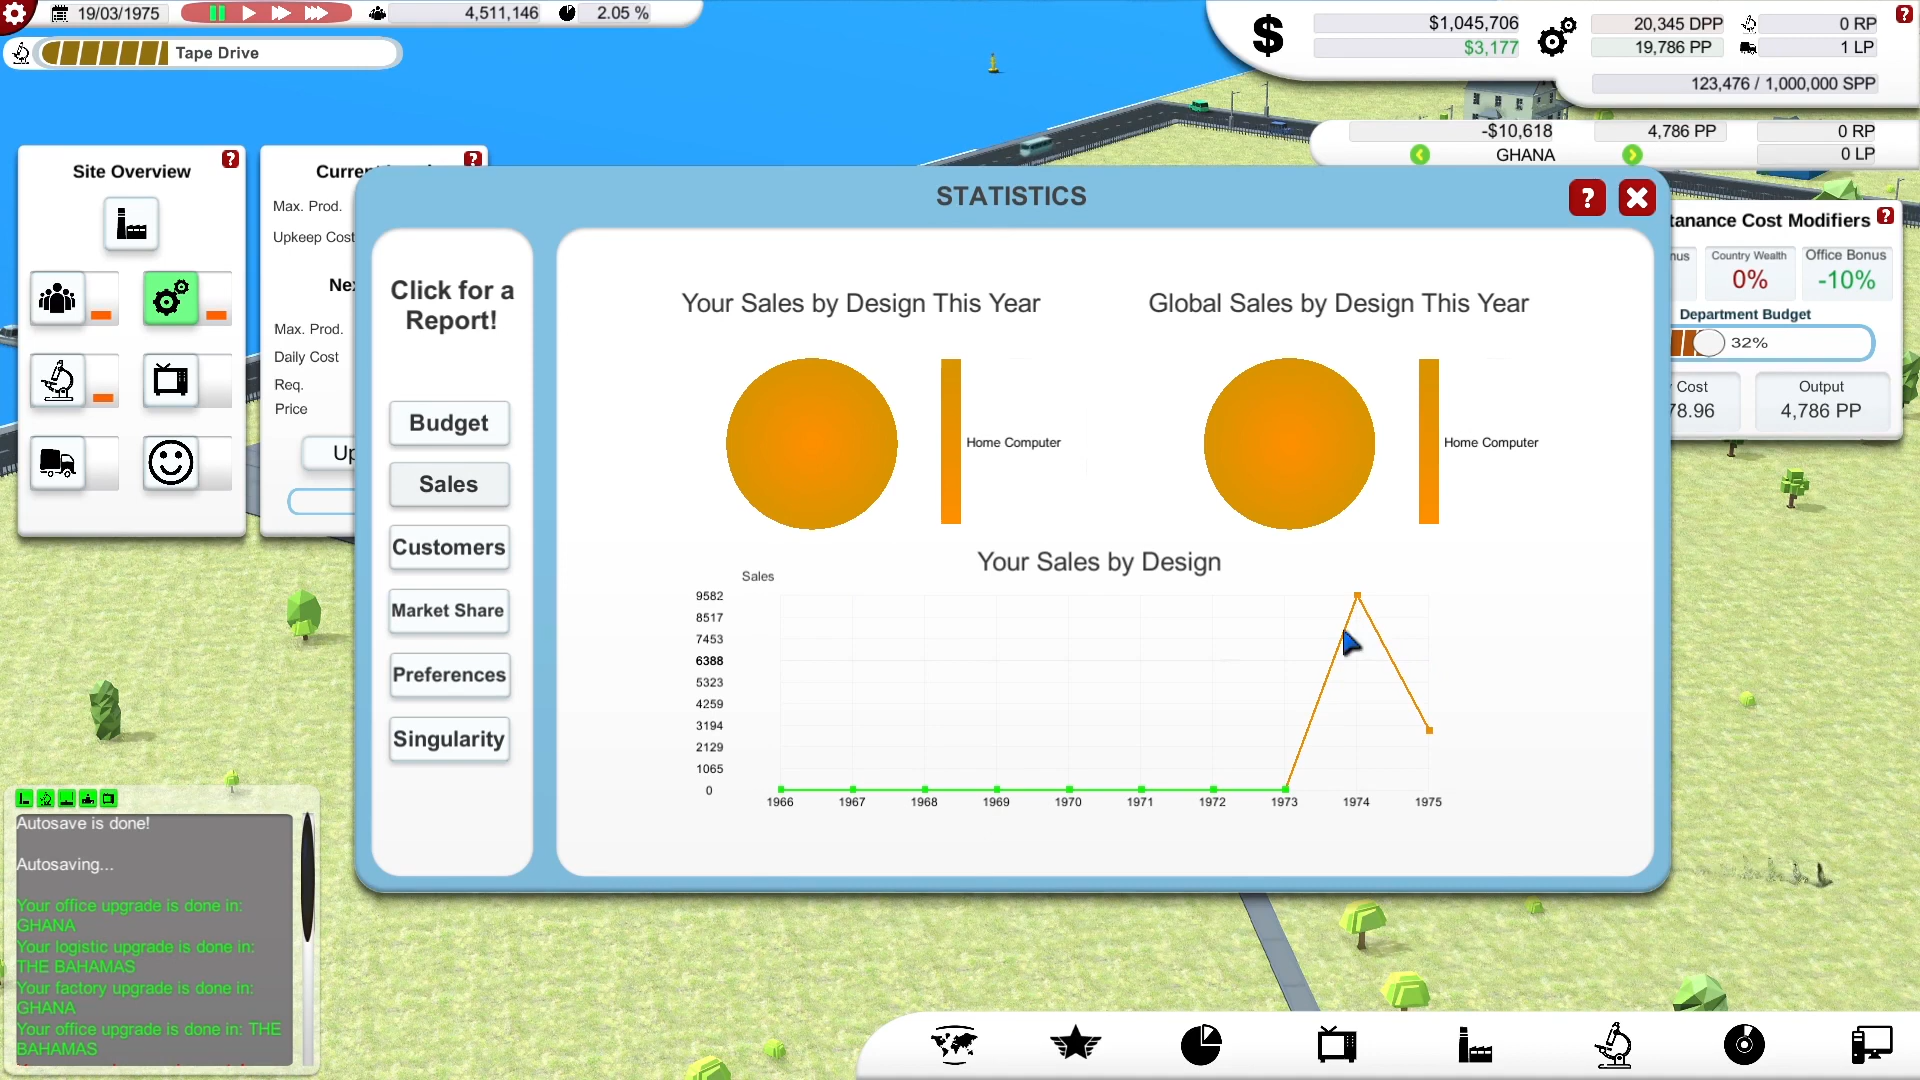 19/03/1975
4,511,146
2.05 %
Tape Drive
$1,045,706
$3,177
20,345 DPP
19,786 PP
0 RP
1 LP
123,476 / 1,000,000 SPP
-$10,618
4,786 PP
0 RP
GHANA
0 LP
?
Site Overview
?
?
Max. Prod.
Upkeep Cost
Max. Prod.
Daily Cost
Req.
Price
STATISTICS
?
Click for a
Report!
Budget
Sales
Customers
Market Share
Preferences
Singularity
Your Sales by Design This Year
Home Computer
Global Sales by Design This Year
Home Computer
Your Sales by Design
Sales
9582
8517
7453
6388
5323
4259
3194
2129
1065
0
1966
1967
1968
1969
1970
1971
1972
1973
1974
1975
Cost Modifiers
?
Country Wealth
0%
Office Bonus
-10%
Department Budget
32%
Cost
78.96
Output
4,786 PP
Autosave is done!
Autosaving...
Your office upgrade is done in:
GHANA
Your logistic upgrade is done in:
THE BAHAMAS
Your factory upgrade is done in:
GHANA
Your office upgrade is done in: THE
BAHAMAS